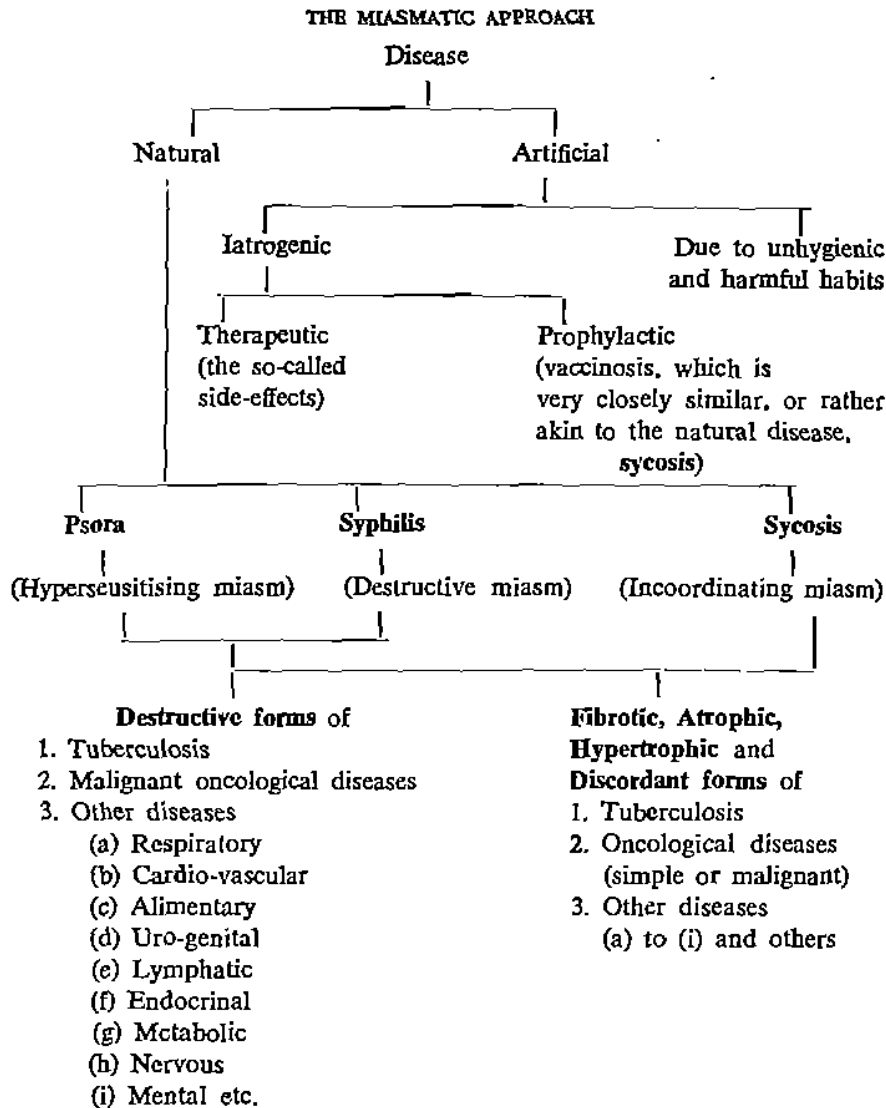 THE MIASMATIC APPROACH
Disease
Natural Artificial
Iatrogenic Due to unhygienic
and harmful habits
Therapeutic Prophylactic
(the so-called (vaccinosis, which is
side-effects) very closely similar, or rather
akin to the natural disease,
sycosis)
Psora Syphilis Sycosis
(Hyperseusitising miasm) (Destructive miasm) (Incoordinating miasm)
Destructive forms of
1. Tuberculosis
2. Malignant oncological diseases
3. Other diseases
(a) Respiratory
(b) Cardio-vascular
(c) Alimentary
(d) Uro-genital
(e) Lymphatic
(f) Endocrinal
(g) Metabolic
(h) Nervous
(i) Mental etc.
Fibrotic, Atrophic,
Hypertrophic and
Discordant forms of
1. Tuberculosis
2. Oncological diseases
(simple or malignant)
3. Other diseases
(a) to (i) and others